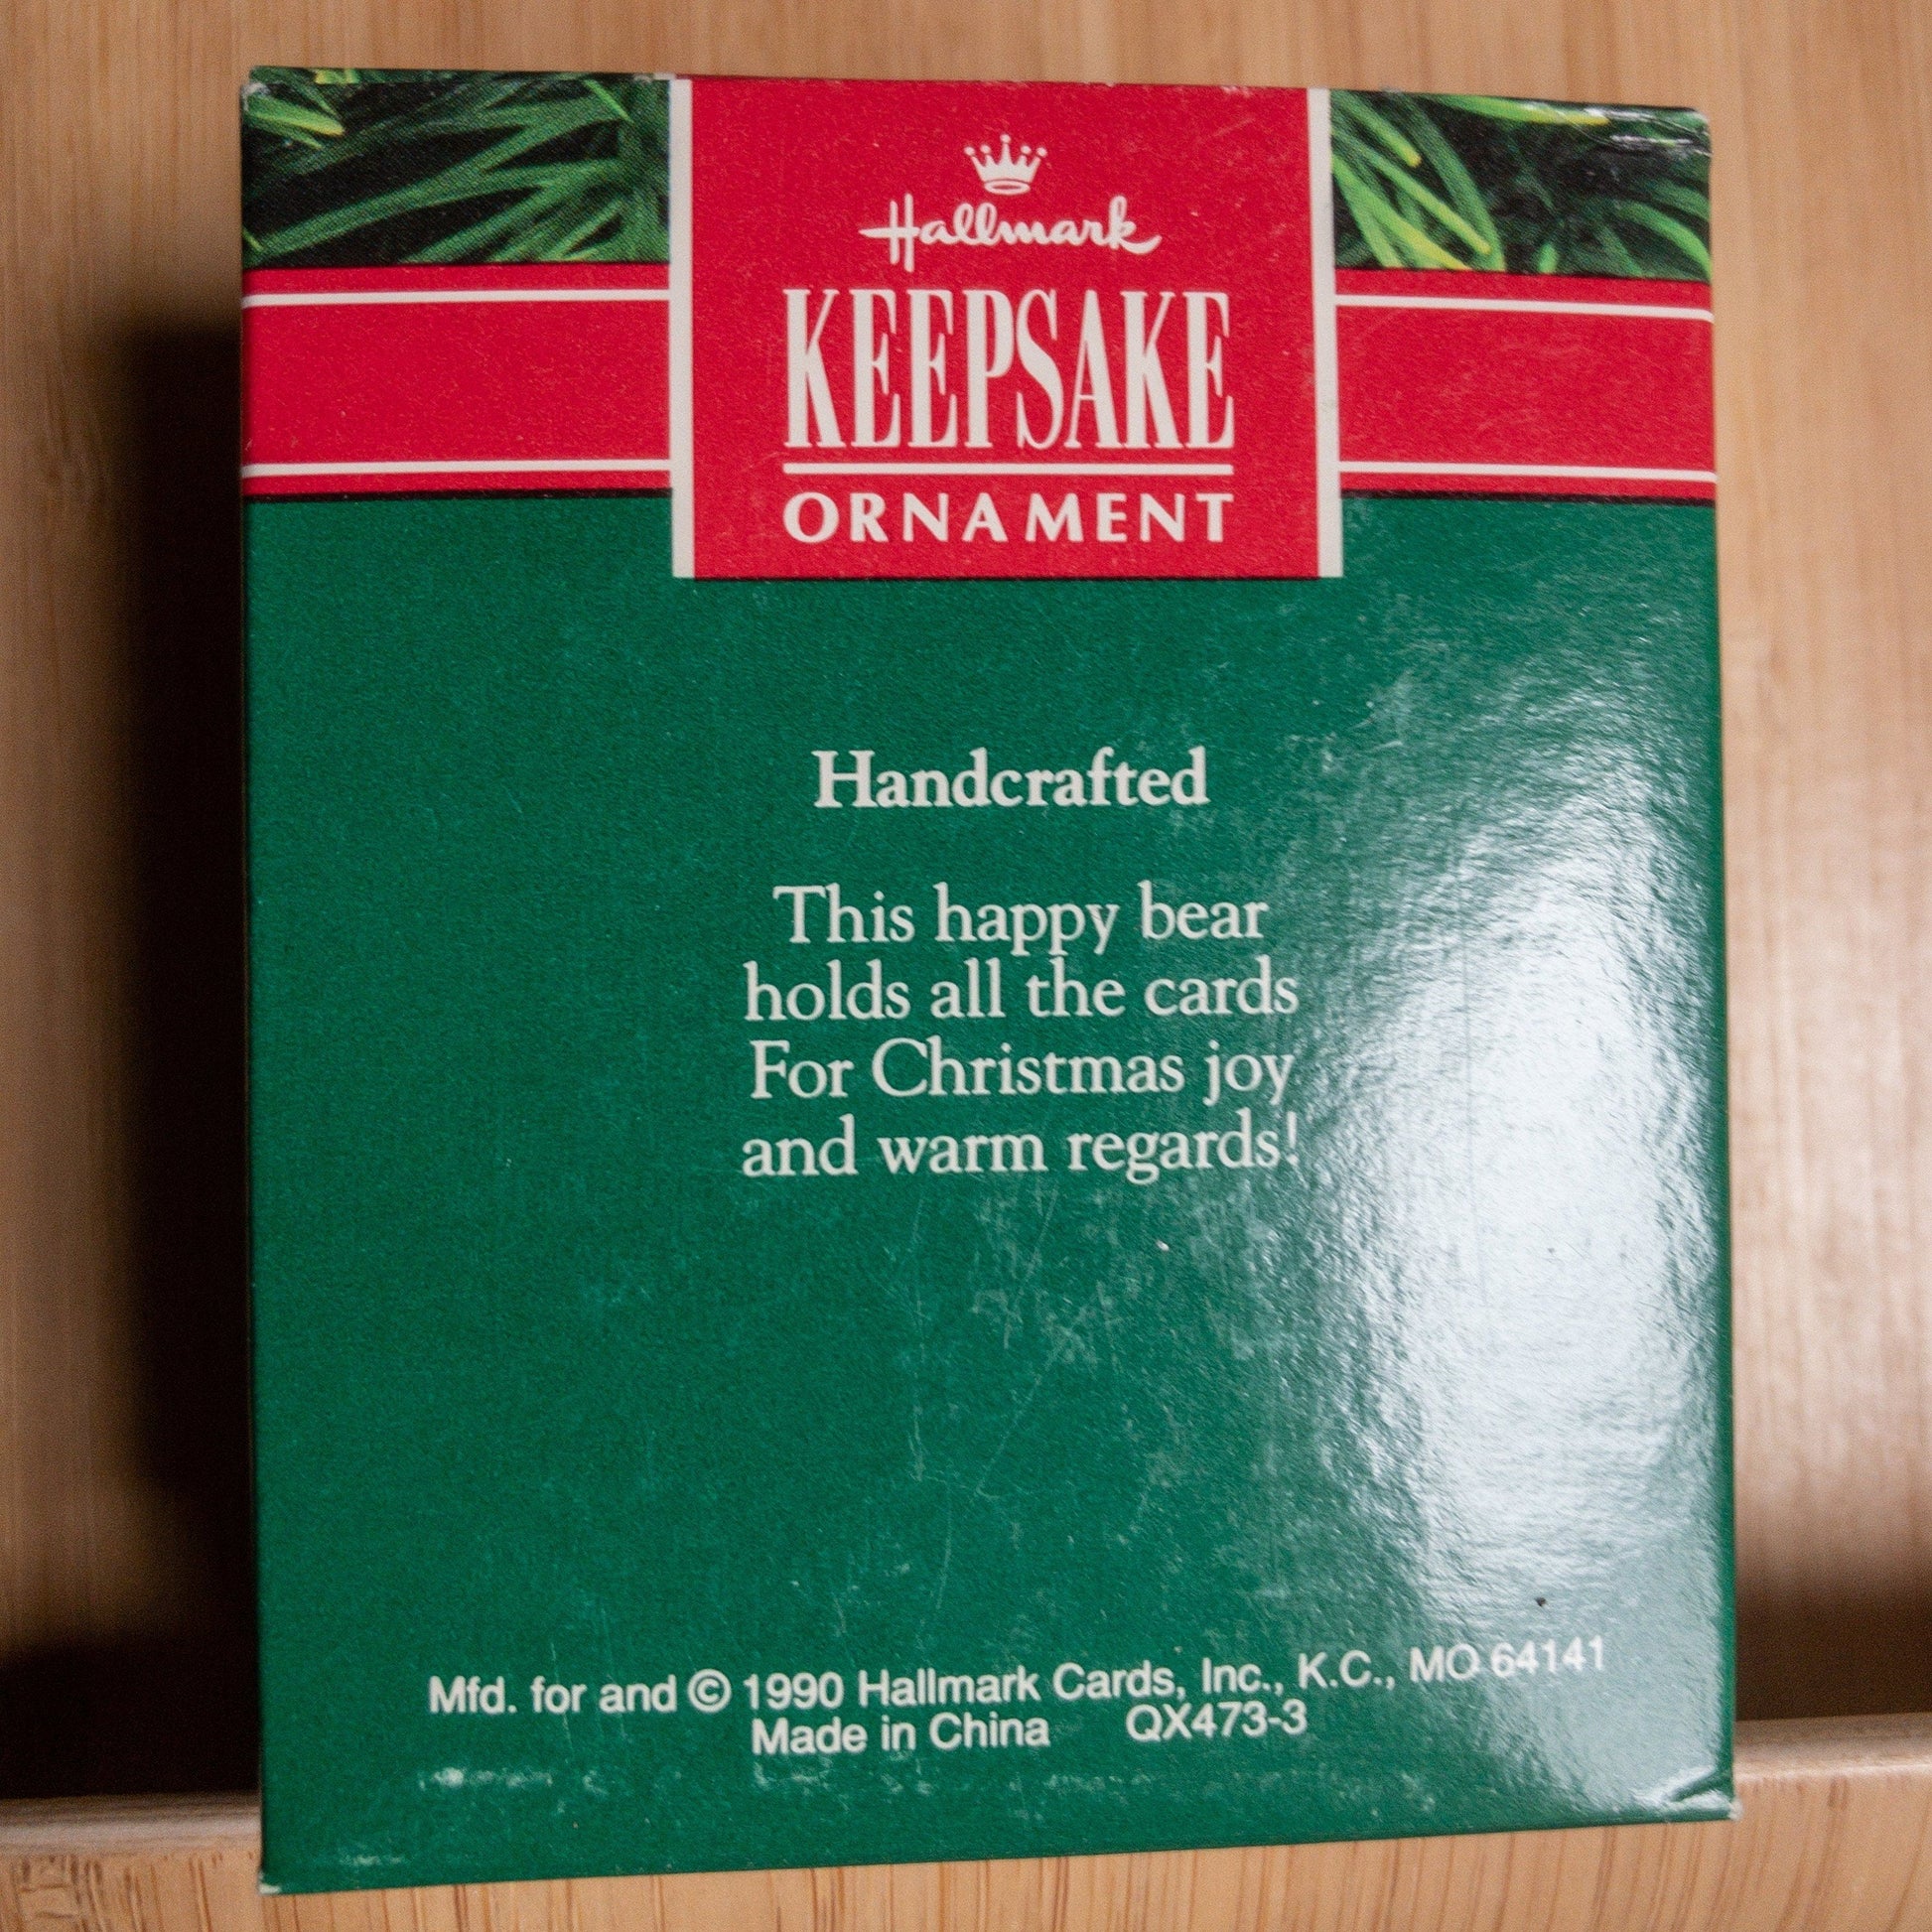 Hallmark
KEEPSAKE
ORNAMENT
Handcrafted
This happy bear
holds all the cards
For Christmas joy
and warm regards!
Mfd. for and © 1990 Hallmark Cards, Inc., K.C., MO 64141
Made in China QX473-3